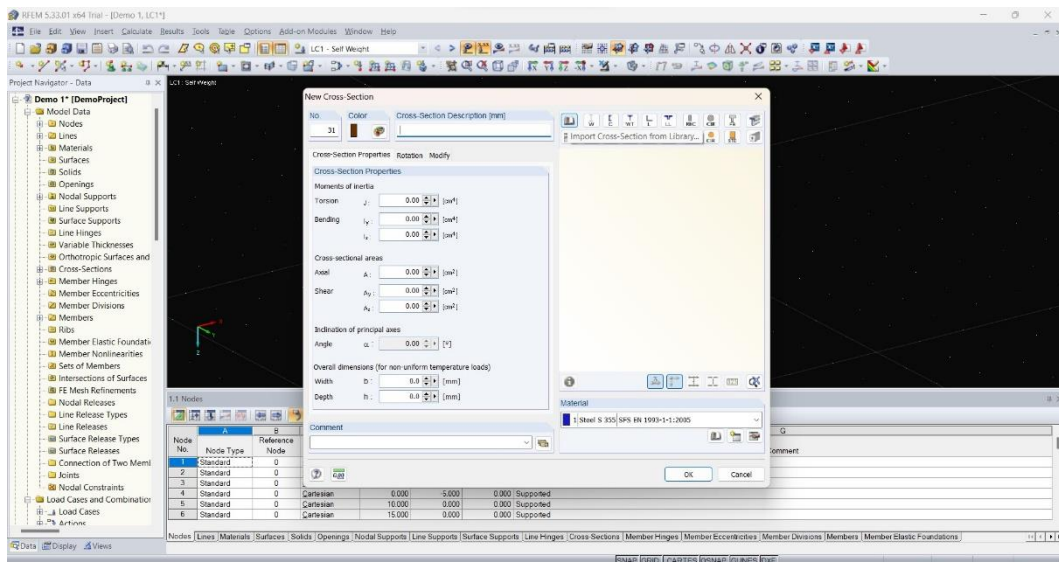 RFEM 5.33.01 x64 Trial - [Demo 1, LC1*]
File Edit View Insert Calculate Results Tools Table Options Add-on Modules Window Help
LC1 - Self Weight
Project Navigator - Data
LC1: Self Weight
Demo 1* [DemoProject]
Model Data
Nodes
Lines
Materials
Surfaces
Solids
Openings
Nodal Supports
Line Supports
Surface Supports
Line Hinges
Variable Thicknesses
Orthotropic Surfaces and
Cross-Sections
Member Hinges
Member Eccentricities
Member Divisions
Members
Ribs
Member Elastic Foundatio
Member Nonlinearities
Sets of Members
Intersections of Surfaces
FE Mesh Refinements
Nodal Releases
Line Release Types
Line Releases
Surface Release Types
Surface Releases
Connection of Two Meml
Joints
Nodal Constraints
Load Cases and Combination
Load Cases
Actions
Data Display Views
New Cross-Section
No. Color Cross-Section Description [mm]
31
Import Cross-Section from Library...
Cross-Section Properties Rotation Modify
Cross-Section Properties
Moments of inertia
Torsion J : 0.00 [cm⁴]
Bending Iy : 0.00 [cm⁴]
Iz : 0.00 [cm⁴]
Cross-sectional areas
Axial A : 0.00 [cm²]
Shear Ay : 0.00 [cm²]
Az : 0.00 [cm²]
Inclination of principal axes
Angle α : 0.00 [°]
Overall dimensions (for non-uniform temperature loads)
Width b : 0.0 [mm]
Depth h : 0.0 [mm]
Comment
Material
1 Steel S 355 SFS EN 1993-1-1:2005
OK Cancel
1.1 Nodes
A B G
Node No. Node Type Reference Node Comment
1 Standard 0
2 Standard 0
3 Standard 0
4 Standard 0 Cartesian 0.000 -5.000 0.000 Supported
5 Standard 0 Cartesian 10.000 0.000 0.000 Supported
6 Standard 0 Cartesian 15.000 0.000 0.000 Supported
Nodes Lines Materials Surfaces Solids Openings Nodal Supports Line Supports Surface Supports Line Hinges Cross-Sections Member Hinges Member Eccentricities Member Divisions Members Member Elastic Foundations
SNAP GRID CARTES OSNAP GLINES DXF